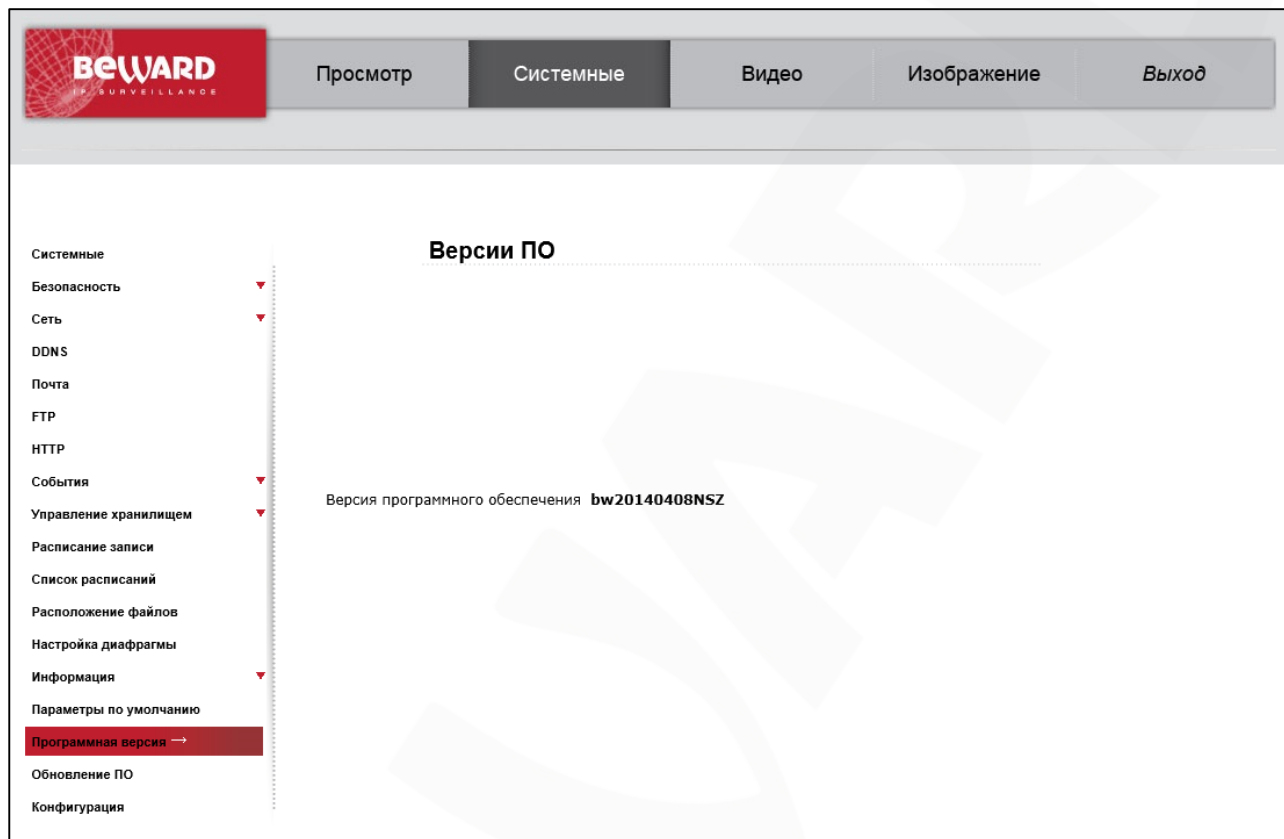 BEWARD
IP SURVEILLANCE
Просмотр
Системные
Видео
Изображение
Выход
Системные
Безопасность
Сеть
DDNS
Почта
FTP
HTTP
События
Управление хранилищем
Расписание записи
Список расписаний
Расположение файлов
Настройка диафрагмы
Информация
Параметры по умолчанию
Программная версия →
Обновление ПО
Конфигурация
Версии ПО
Версия программного обеспечения bw20140408NSZ